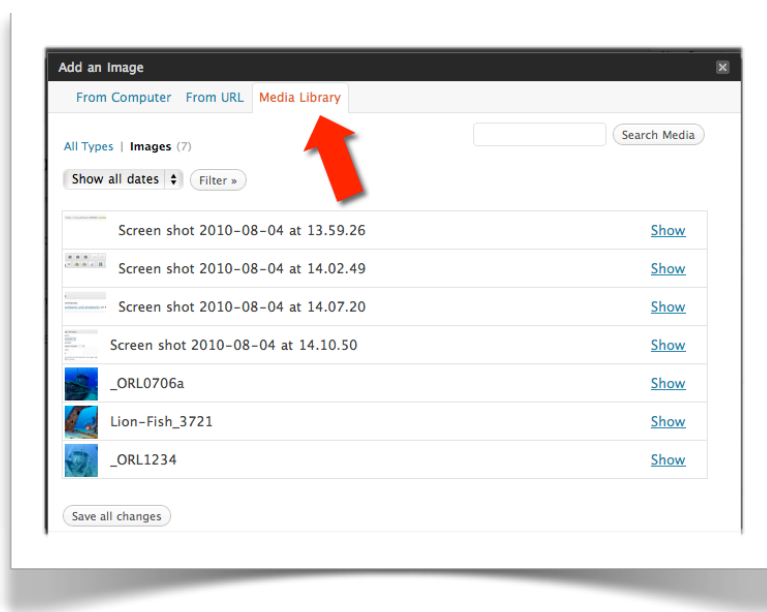 Add an Image
From Computer From URL Media Library
Search Media
All Types | Images (7)
Show all dates Filter »
Screen shot 2010-08-04 at 13.59.26 Show
Screen shot 2010-08-04 at 14.02.49 Show
Screen shot 2010-08-04 at 14.07.20 Show
Screen shot 2010-08-04 at 14.10.50 Show
_ORL0706a Show
Lion-Fish_3721 Show
_ORL1234 Show
Save all changes